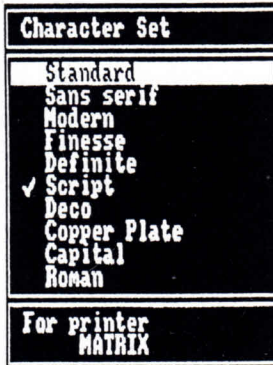 Character Set
Standard
Sans serif
Modern
Finesse
Definite
✓ Script
Deco
Copper Plate
Capital
Roman
For printer
MATRIX